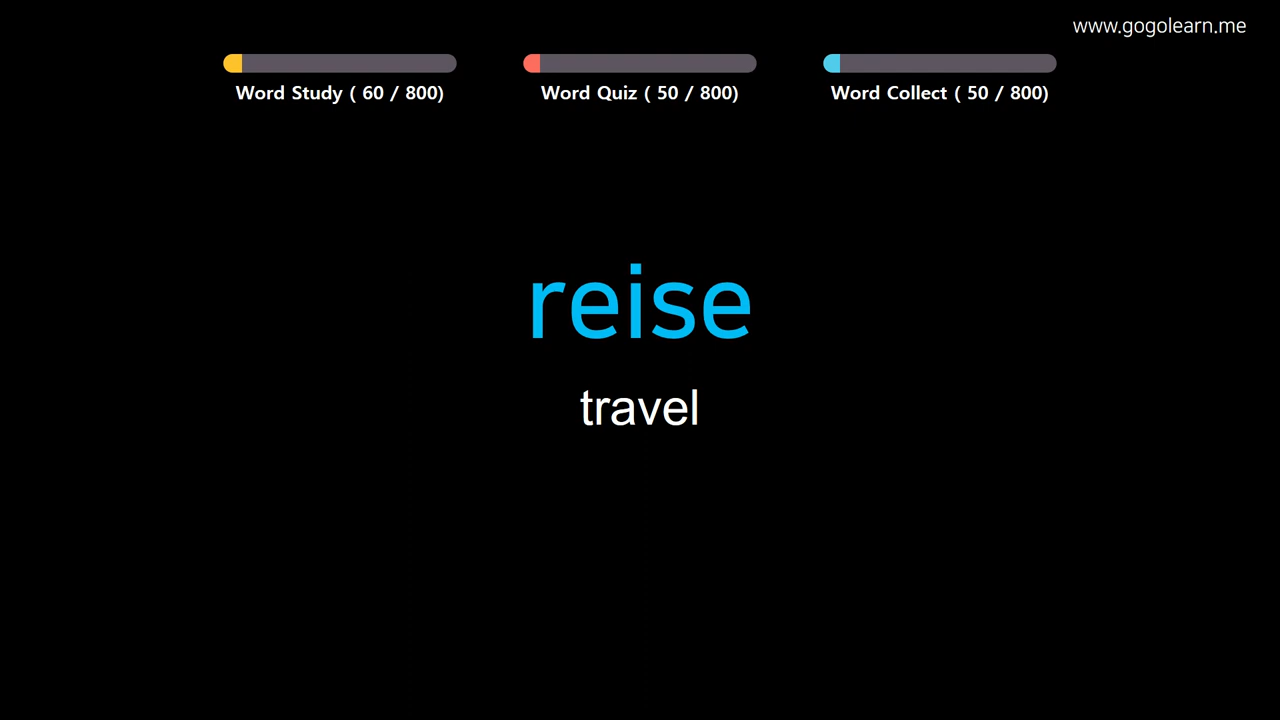 www.gogolearn.me
Word Study ( 60 / 800)
Word Quiz ( 50 / 800)
Word Collect ( 50 / 800)
reise
travel